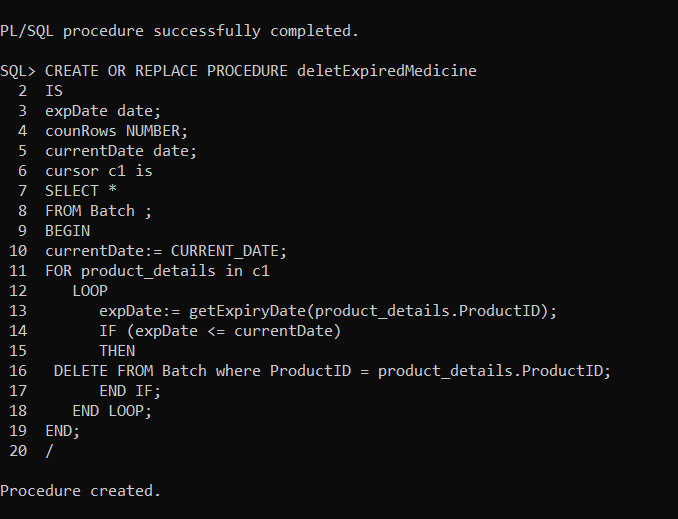 PL/SQL procedure successfully completed.
SQL> CREATE OR REPLACE PROCEDURE deletExpiredMedicine
2 IS
3 expDate date;
4 counRows NUMBER;
5 currentDate date;
6 cursor c1 is
7 SELECT *
8 FROM Batch ;
9 BEGIN
10 currentDate:= CURRENT_DATE;
11 FOR product_details in c1
12 LOOP
13 expDate:= getExpiryDate(product_details.ProductID);
14 IF (expDate <= currentDate)
15 THEN
16 DELETE FROM Batch where ProductID = product_details.ProductID;
17 END IF;
18 END LOOP;
19 END;
20 /
Procedure created.